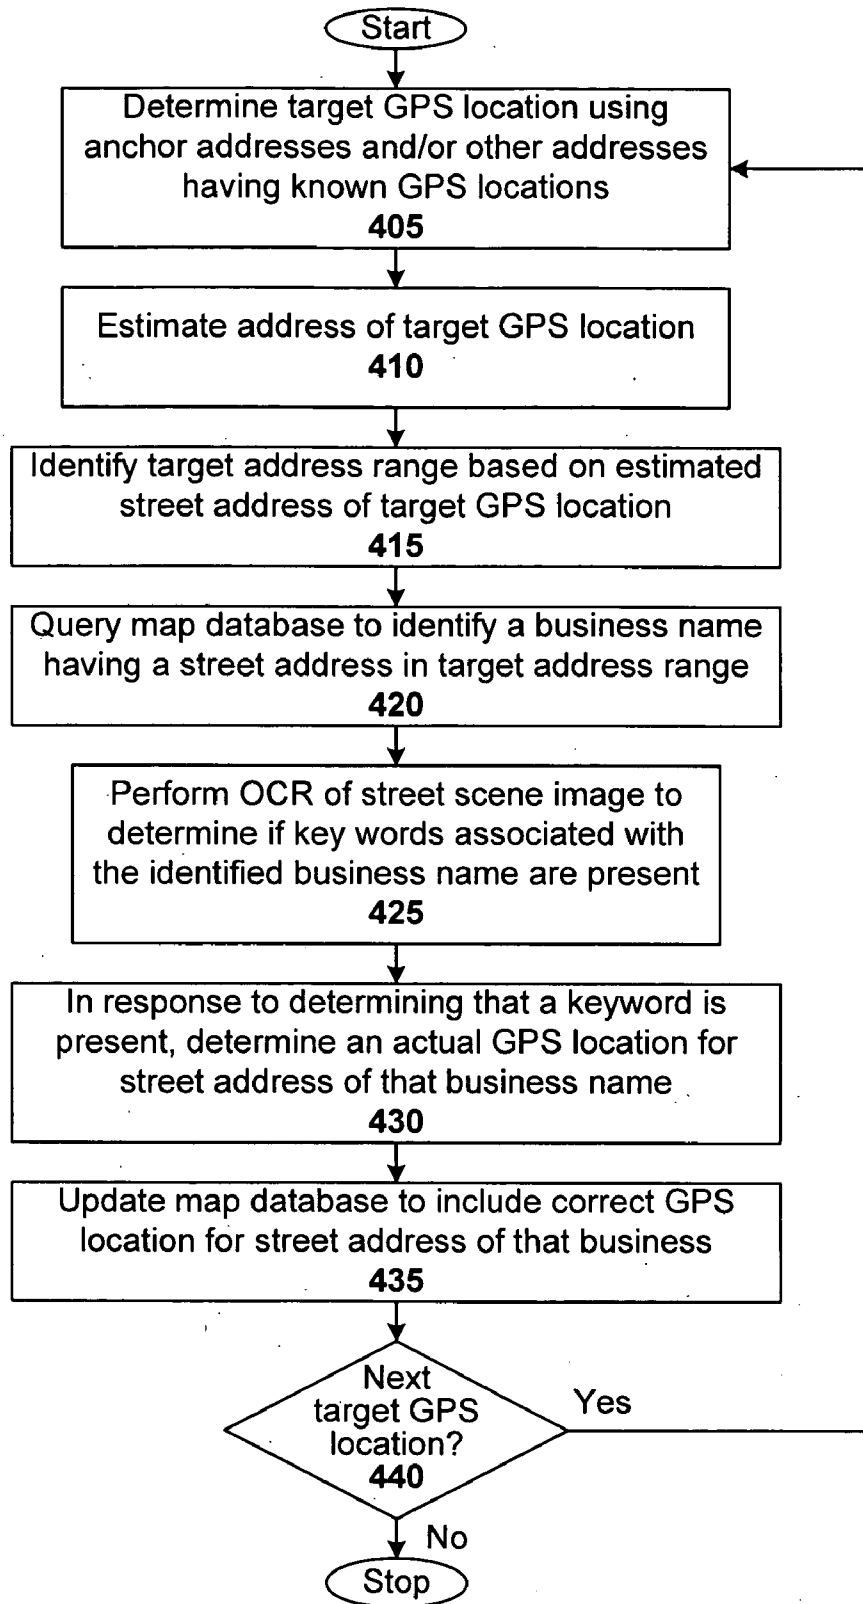 Start
Determine target GPS location using
anchor addresses and/or other addresses
having known GPS locations
405
Estimate address of target GPS location
410
Identify target address range based on estimated
street address of target GPS location
415
Query map database to identify a business name
having a street address in target address range
420
Perform OCR of street scene image to
determine if key words associated with
the identified business name are present
425
In response to determining that a keyword is
present, determine an actual GPS location for
street address of that business name
430
Update map database to include correct GPS
location for street address of that business
435
Next
target GPS
location?
440
Yes
No
Stop